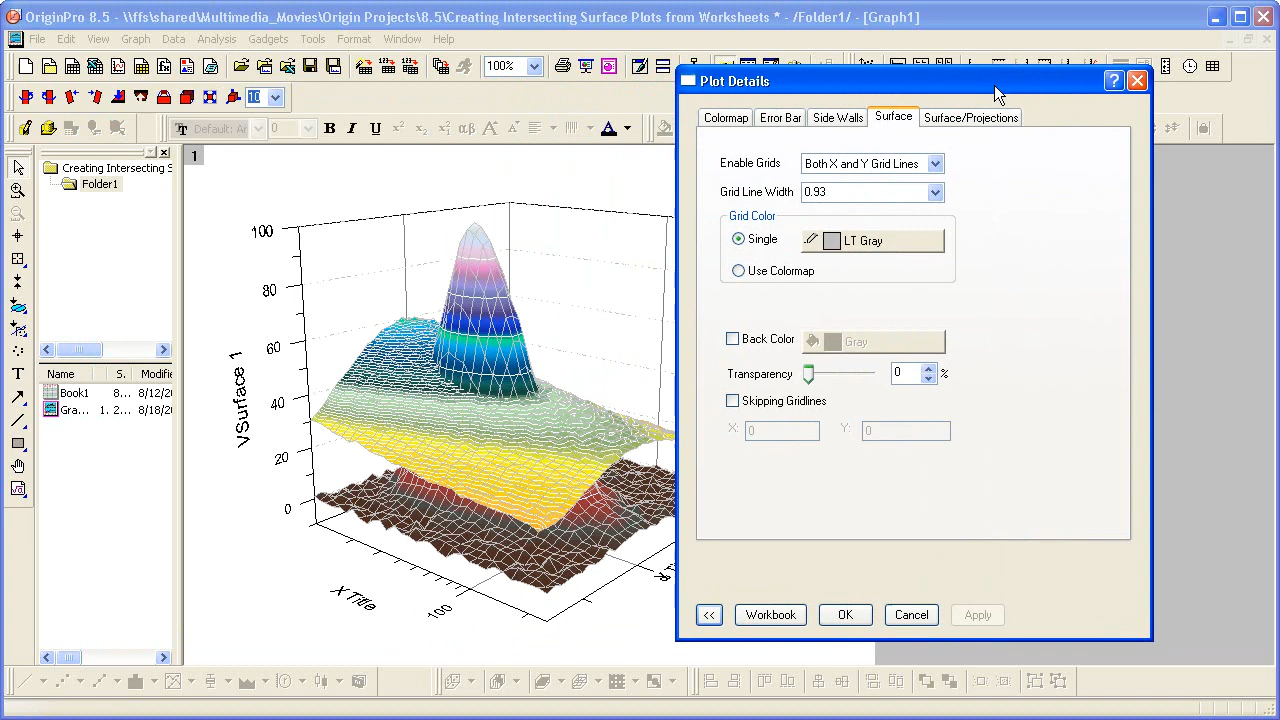 OriginPro 8.5 - \\ffs\shared\Multimedia_Movies\Origin Projects\8.5\Creating Intersecting Surface Plots from Worksheets * - /Folder1/ - [Graph1]
File Edit View Graph Data Analysis Gadgets Tools Format Window Help
100%
10
Default: Ar 0 B I U
αβ A A A
Plot Details
Colormap Error Bar Side Walls Surface Surface/Projections
Enable Grids Both X and Y Grid Lines
Grid Line Width 0.93
Grid Color
Single LT Gray
Use Colormap
Back Color Gray
Transparency 0 %
Skipping Gridlines
X: 0 Y: 0
<< Workbook OK Cancel Apply
Creating Intersecting S
Folder1
Name S. Modifi
Book1 8... 8/12/2(
Gra... 1. 2... 8/18/2(
1
100
80
60
40
20
0
VSurface 1
X Title
100
T